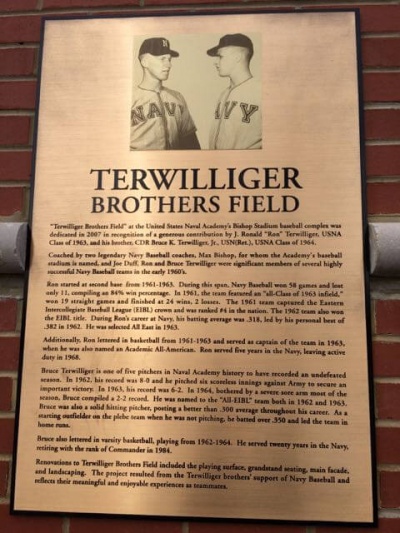 N
NAVY
NAVY
TERWILLIGER
BROTHERS FIELD
"Terwilliger Brothers Field" at the United States Naval Academy's Bishop Stadium baseball complex was
dedicated in 2007 in recognition of a generous contribution by J. Ronald "Ron" Terwilliger, USNA
Class of 1963, and his brother, CDR Bruce K. Terwilliger, Jr., USN(Ret.), USNA Class of 1964.
Coached by two legendary Navy Baseball coaches, Max Bishop, for whom the Academy's baseball
stadium is named, and Joe Duff. Ron and Bruce Terwilliger were significant members of several highly
successful Navy Baseball teams in the early 1960's.
Ron started at second base from 1961-1963. During this span, Navy Baseball won 58 games and lost
only 11, compiling an 84% win percentage. In 1961, the team featured an "all-Class of 1963 infield,"
won 19 straight games and finished at 24 wins, 2 losses. The 1961 team captured the Eastern
Intercollegiate Baseball League (EIBL) crown and was ranked #4 in the nation. The 1962 team also won
the EIBL title. During Ron's career at Navy, his batting average was .318, led by his personal best of
.382 in 1962. He was selected All East in 1963.
Additionally, Ron lettered in basketball from 1961-1963 and served as captain of the team in 1963,
when he was also named an Academic All-American. Ron served five years in the Navy, leaving active
duty in 1968.
Bruce Terwilliger is one of five pitchers in Naval Academy history to have recorded an undefeated
season. In 1962, his record was 8-0 and he pitched six scoreless innings against Army to secure an
important victory. In 1963, his record was 6-2. In 1964, bothered by a severe sore arm most of the
season, Bruce compiled a 2-2 record. He was named to the "All-EIBL" team both in 1962 and 1963.
Bruce was also a solid hitting pitcher, posting a better than .300 average throughout his career. As a
starting outfielder on the plebe team when he was not pitching, he batted over .350 and led the team in
home runs.
Bruce also lettered in varsity basketball, playing from 1962-1964. He served twenty years in the Navy,
retiring with the rank of Commander in 1984.
Renovations to Terwilliger Brothers Field included the playing surface, grandstand seating, main facade,
and landscaping. The project resulted from the Terwilliger brothers' support of Navy Baseball and
reflects their meaningful and enjoyable experiences as teammates.